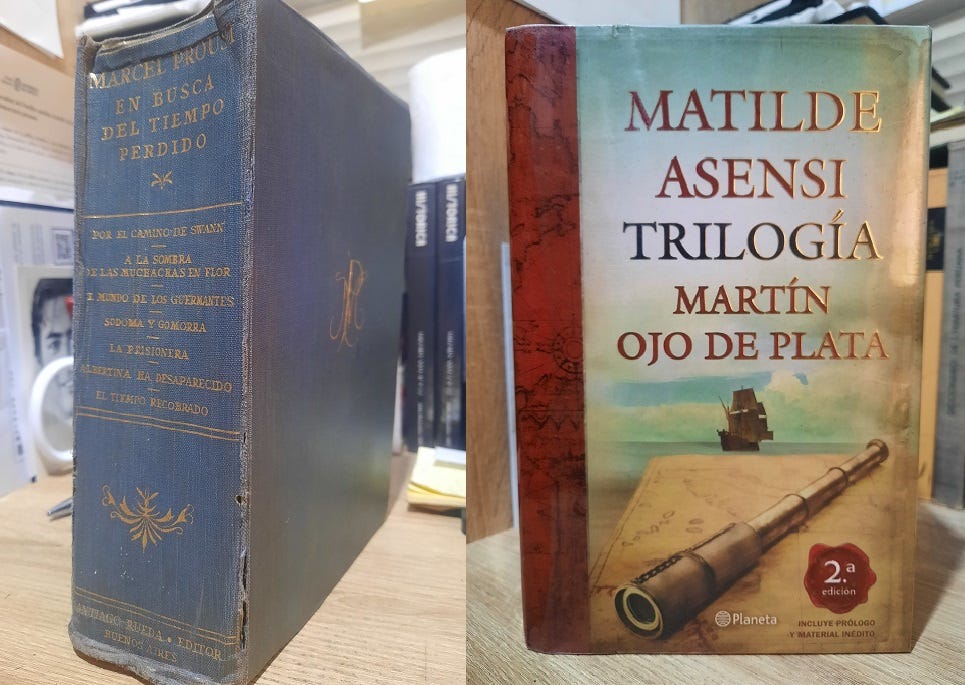 MARCEL PROUST
EN BUSCA
DEL TIEMPO
PERDIDO
POR EL CAMINO DE SWANN
A LA SOMBRA
DE LAS MUCHACHAS EN FLOR
EL MUNDO DE LOS GUERMANTES
SODOMA Y GOMORRA
LA PRISIONERA
ALBERTINA HA DESAPARECIDO
EL TIEMPO RECOBRADO
SANTIAGO RUEDA • EDITOR
BUENOS AIRES
MATILDE
ASENSI
TRILOGÍA
MARTÍN
OJO DE PLATA
2.ª
edición
Planeta
INCLUYE PRÓLOGO
Y MATERIAL INÉDITO